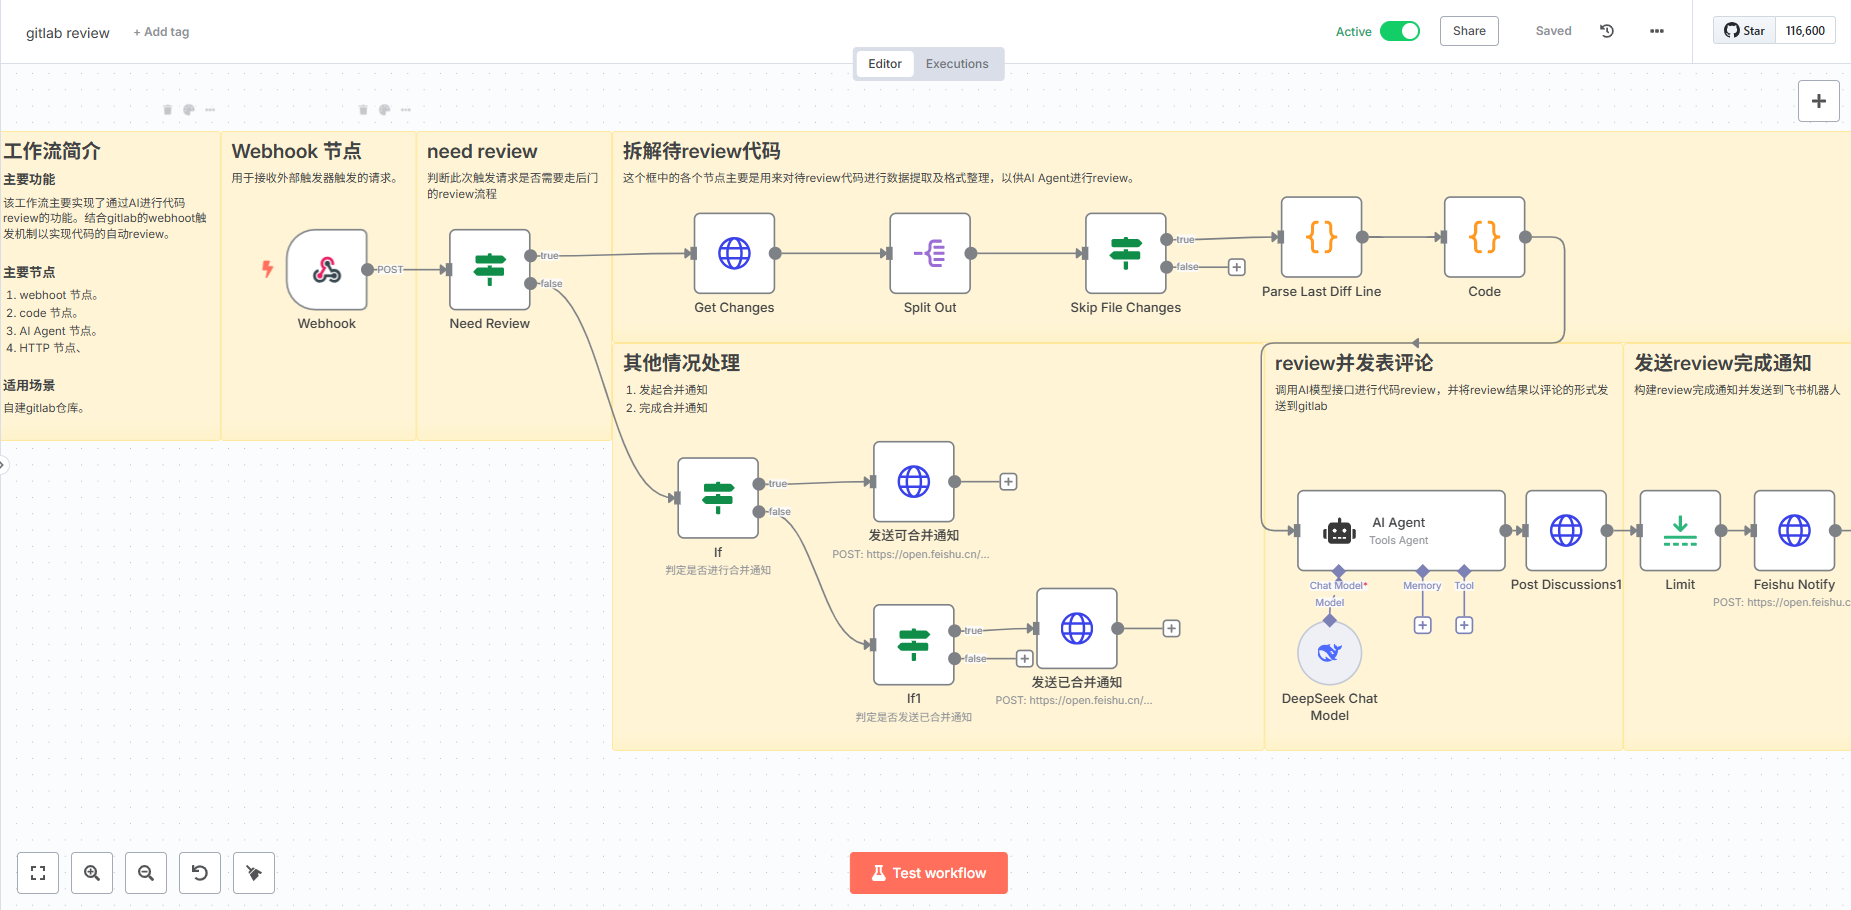 gitlab review
+ Add tag
Active
Share
Saved
Star
116,600
Editor
Executions
工作流简介
主要功能
该工作流主要实现了通过AI进行代码
review的功能。结合gitlab的webhoot触
发机制以实现代码的自动review。
主要节点
1. webhoot 节点。
2. code 节点。
3. AI Agent 节点。
4. HTTP 节点、
适用场景
自建gitlab仓库。
Webhook 节点
用于接收外部触发器触发的请求。
POST
Webhook
need review
判断此次触发请求是否需要走后门
的review流程
true
false
Need Review
拆解待review代码
这个框中的各个节点主要是用来对待review代码进行数据提取及格式整理，以供AI Agent进行review。
Get Changes
Split Out
true
false
Skip File Changes
Parse Last Diff Line
Code
其他情况处理
1. 发起合并通知
2. 完成合并通知
true
false
If
判定是否进行合并通知
发送可合并通知
POST: https://open.feishu.cn/...
true
false
If1
判定是否发送已合并通知
发送已合并通知
POST: https://open.feishu.cn/...
review并发表评论
调用AI模型接口进行代码review，并将review结果以评论的形式发
送到gitlab
AI Agent
Tools Agent
Chat Model*
Memory
Tool
Model
DeepSeek Chat
Model
Post Discussions1
发送review完成通知
构建review完成通知并发送到飞书机器人
Limit
Feishu Notify
POST: https://open.feishu.c
Test workflow